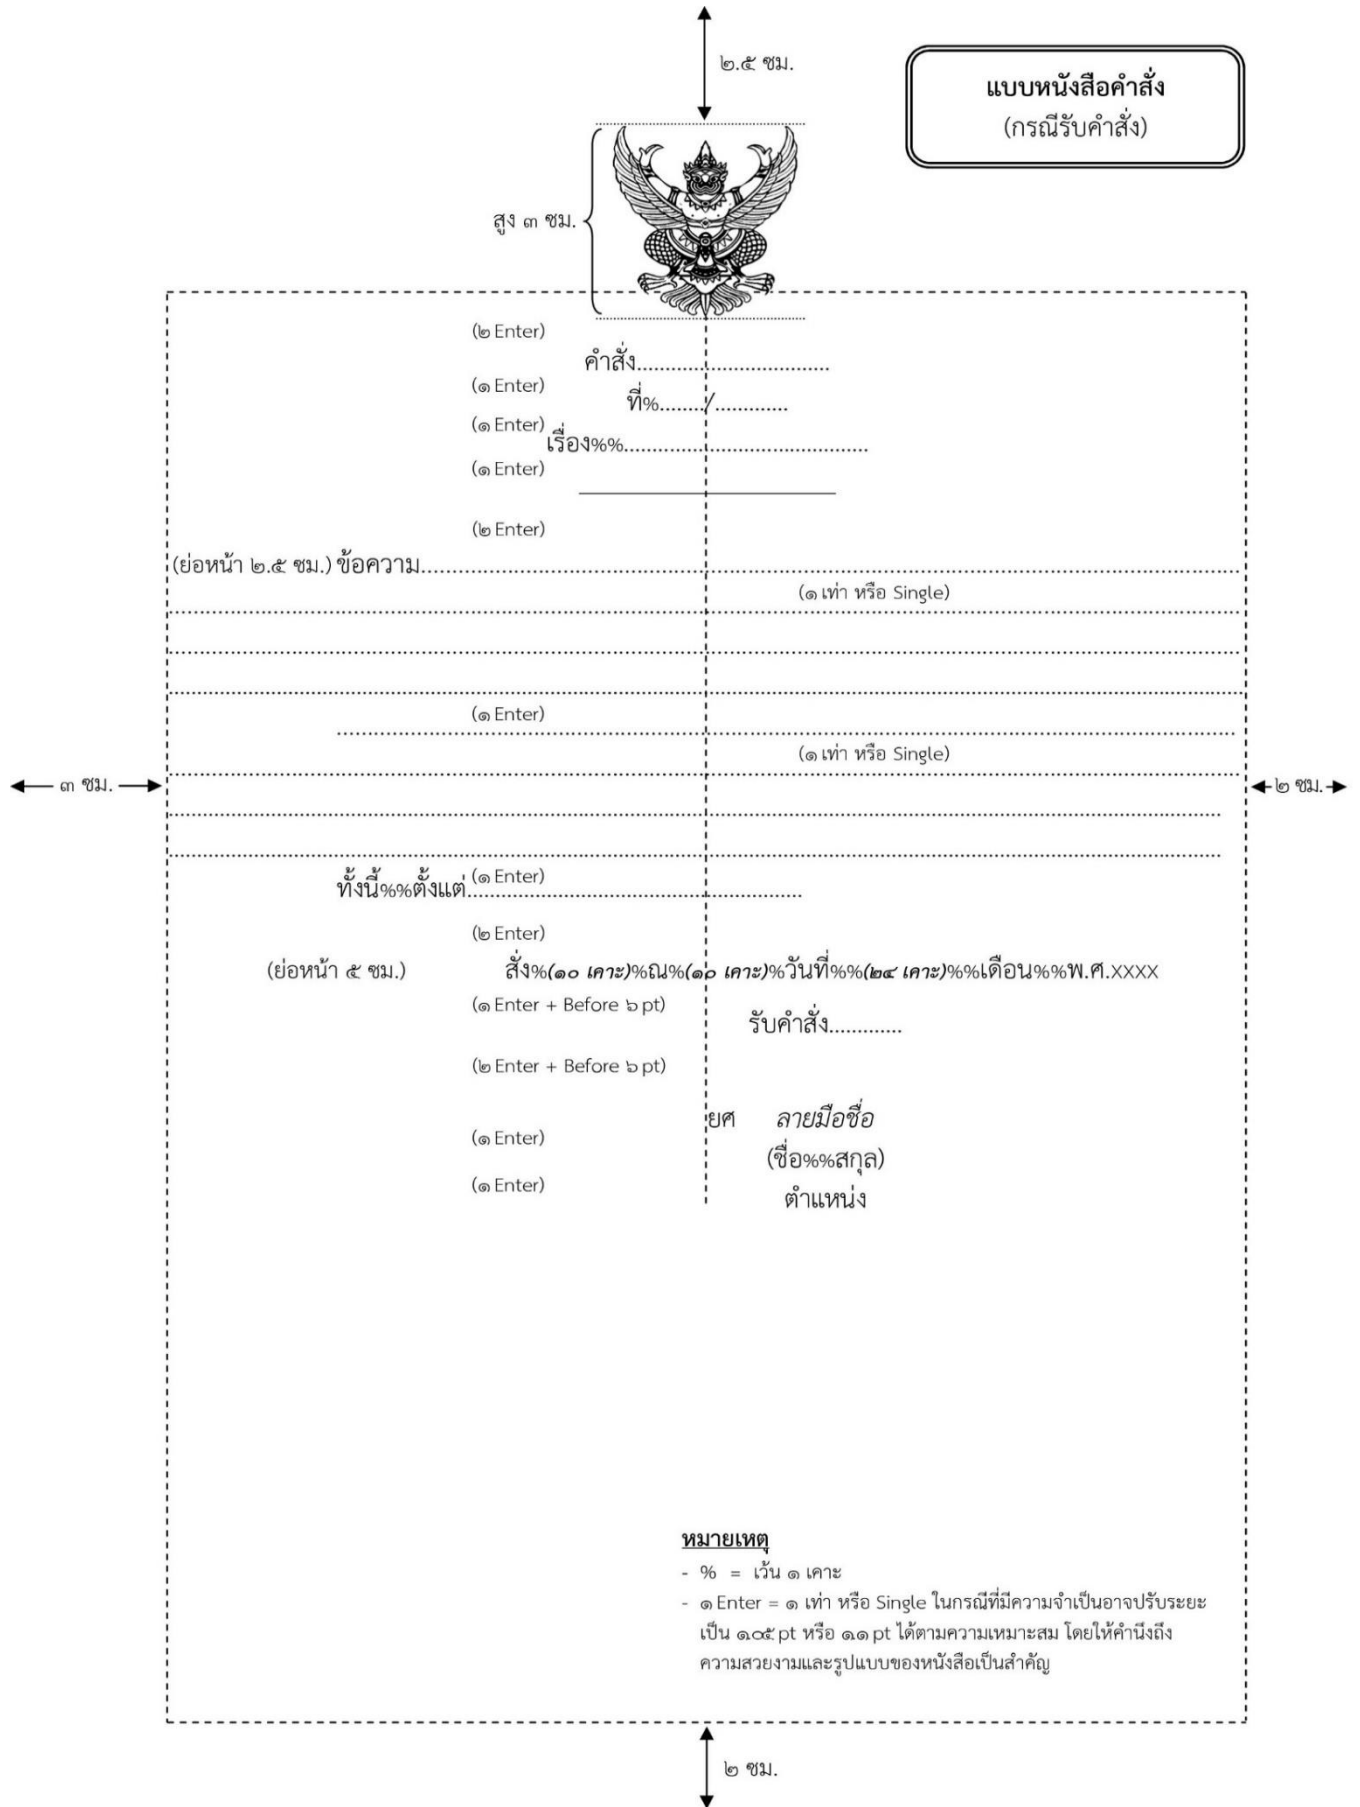 ๒.๕ ซม.
แบบหนังสือคำสั่ง
(กรณีรับคำสั่ง)
สูง ๓ ซม.
(๒ Enter)
คำสั่ง................................
(๑ Enter)
ที่%......../............
(๑ Enter)
เรื่อง%%........................................
(๑ Enter)
(๒ Enter)
(ย่อหน้า ๒.๕ ซม.) ข้อความ................................................................................
(๑ เท่า หรือ Single)
(๑ Enter)
(๑ เท่า หรือ Single)
๓ ซม.
๒ ซม.
ทั้งนี้%%ตั้งแต่.......................................................
(๑ Enter)
(๒ Enter)
(ย่อหน้า ๕ ซม.) สั่ง%(๑๐ เคาะ)%ณ%(๑๐ เคาะ)%วันที่%%(๒๔ เคาะ)%%เดือน%%พ.ศ.XXXX
(๑ Enter + Before ๖ pt)
รับคำสั่ง............
(๒ Enter + Before ๖ pt)
ยศ ลายมือชื่อ
(๑ Enter)
(ชื่อ%%สกุล)
(๑ Enter)
ตำแหน่ง
หมายเหตุ
- % = เว้น ๑ เคาะ
- ๑ Enter = ๑ เท่า หรือ Single ในกรณีที่มีความจำเป็นอาจปรับระยะ
เป็น ๑.๐๕ pt หรือ ๑.๑ pt ได้ตามความเหมาะสม โดยให้คำนึงถึง
ความสวยงามและรูปแบบของหนังสือเป็นสำคัญ
๒ ซม.